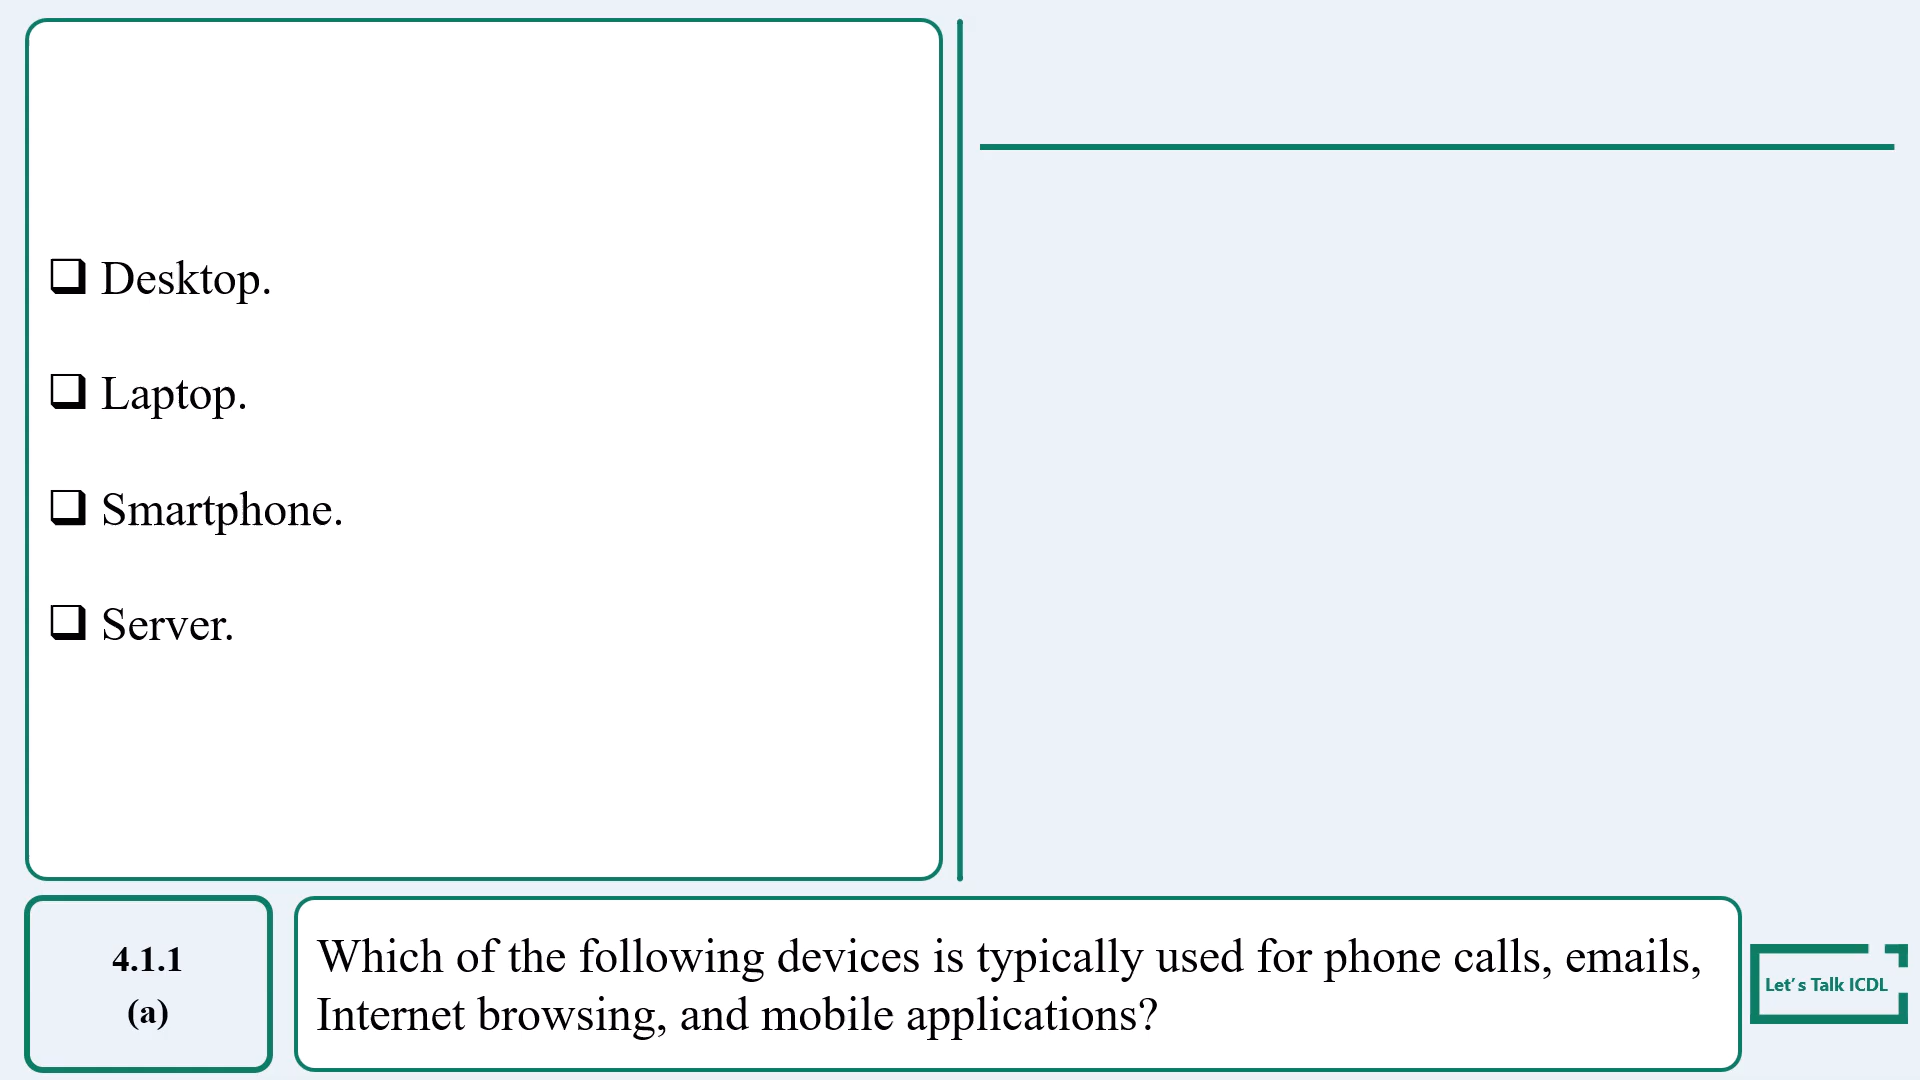 ❑ Desktop.
❑ Laptop.
❑ Smartphone.
❑ Server.
4.1.1
(a)
Which of the following devices is typically used for phone calls, emails,
Internet browsing, and mobile applications?
Let’s Talk ICDL